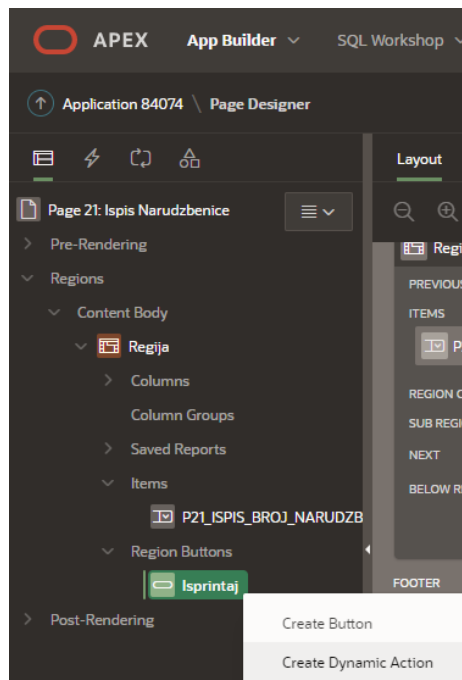 APEX App Builder SQL Workshop
Application 84074 \ Page Designer
Layout
Page 21: Ispis Narudzbenice
Pre-Rendering
Regions
Content Body
Regija
Columns
Column Groups
Saved Reports
Items
P21_ISPIS_BROJ_NARUDZB
Region Buttons
Isprintaj
Post-Rendering
Create Button
Create Dynamic Action
Regi
PREVIOUS
ITEMS
P
REGION
SUB REGI
NEXT
BELOW R
FOOTER